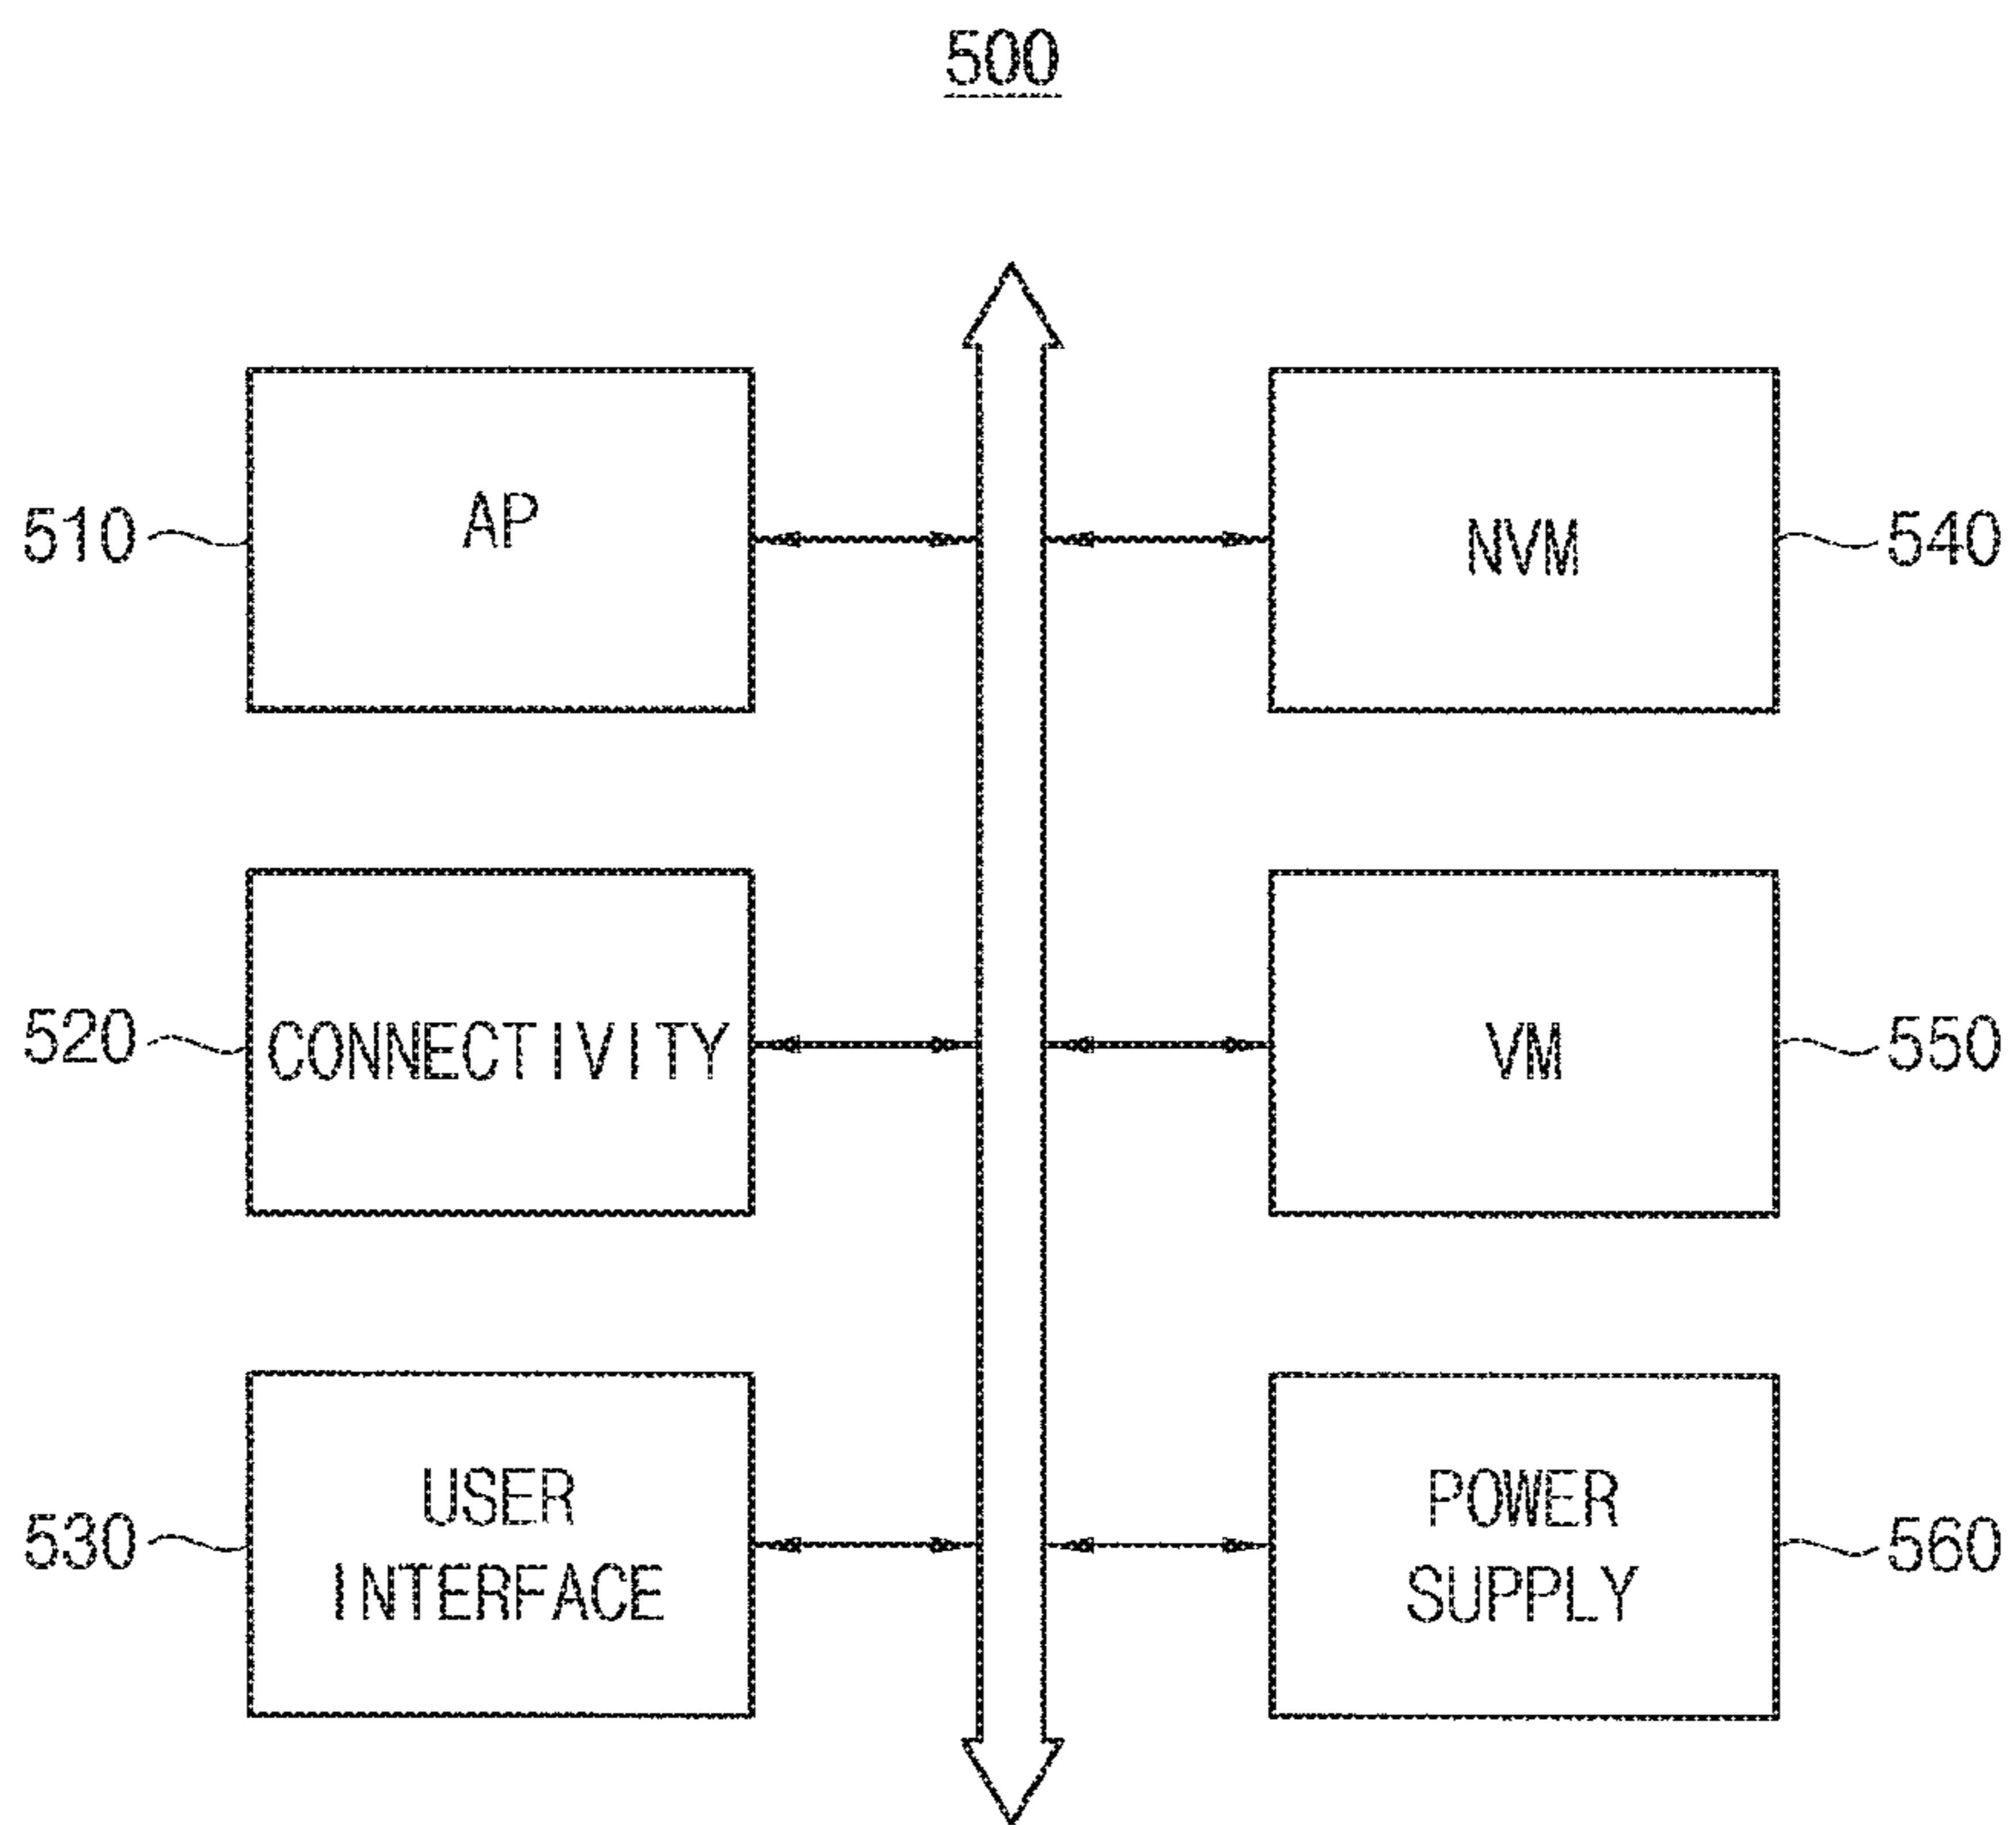 500
510
AP
NVM
540
520
CONNECTIVITY
VM
550
530
USER
INTERFACE
POWER
SUPPLY
560